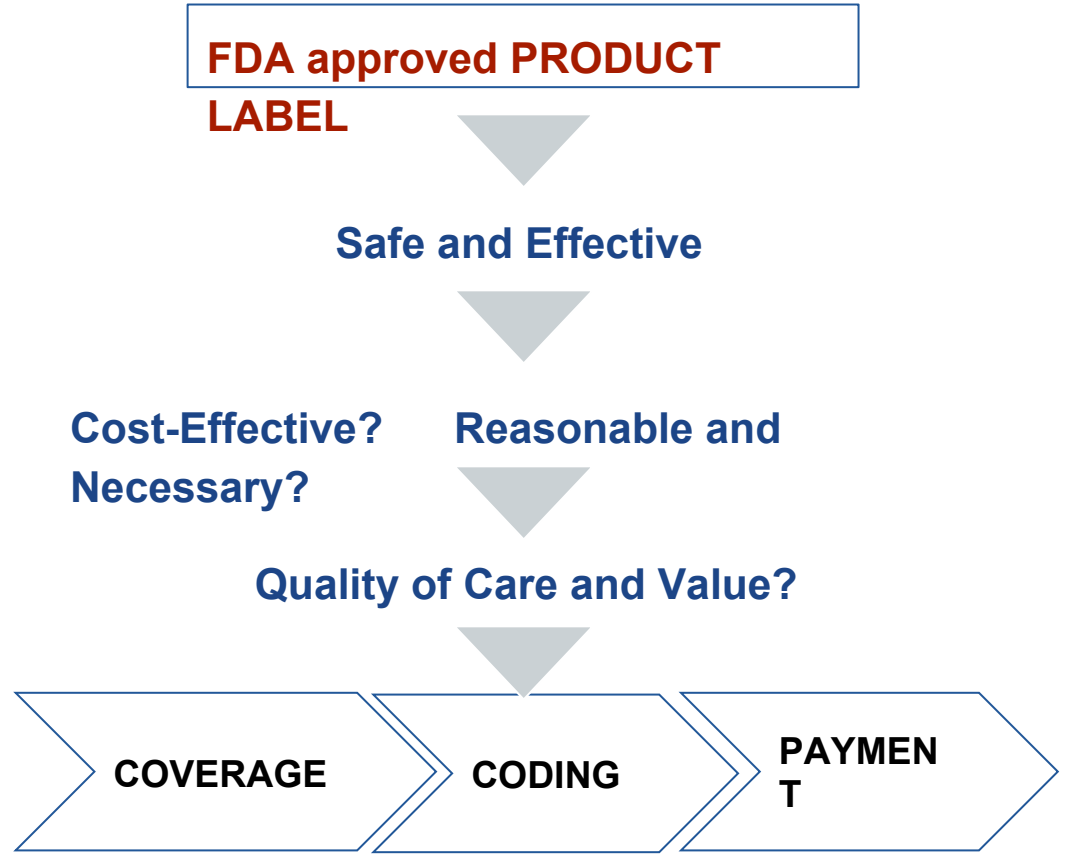 FDA approved PRODUCT
LABEL
Safe and Effective
Cost-Effective? Reasonable and
Necessary?
Quality of Care and Value?
COVERAGE
CODING
PAYMEN
T